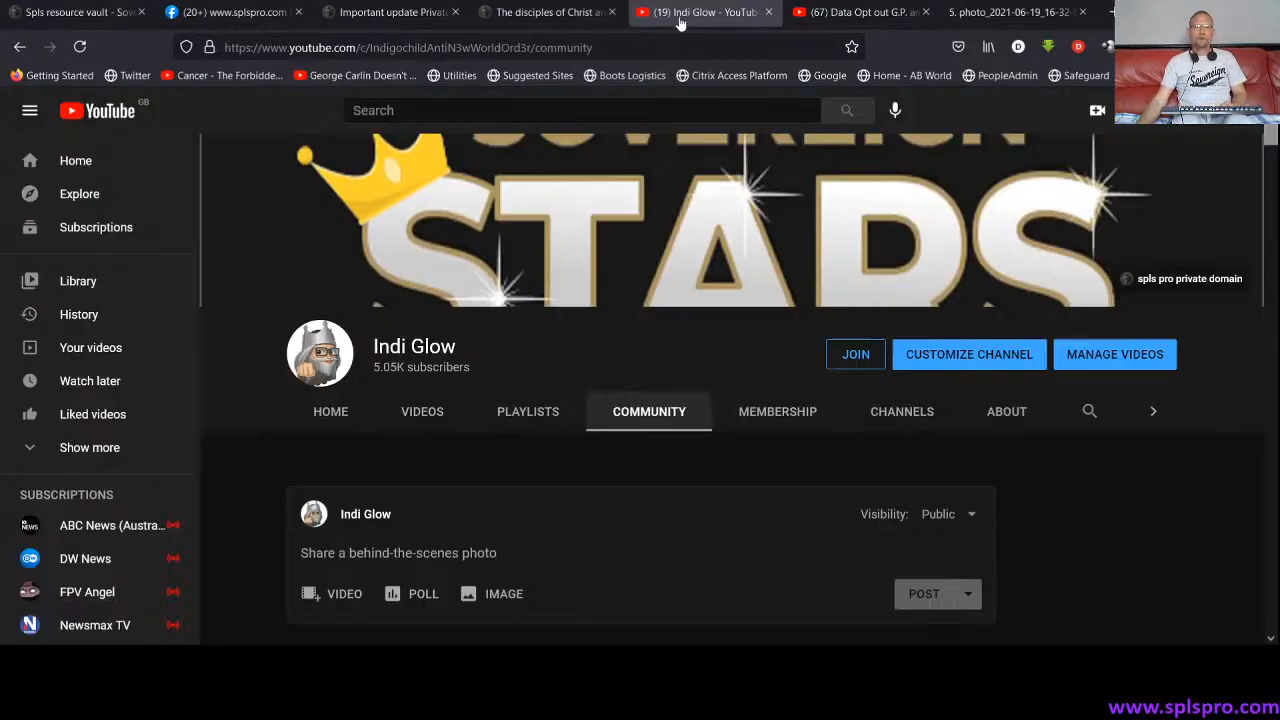 Spls resource vault - Sov
(20+) www.splspro.com
Important update Privat
The disciples of Christ ar
(19) Indi Glow - YouTub
(67) Data Opt out G.P. ar
5. photo_2021-06-19_16-32-
https://www.youtube.com/c/IndigochildAntiN3wWorldOrd3r/community
Getting Started
Twitter
Cancer - The Forbidde...
George Carlin Doesn't ...
Utilities
Suggested Sites
Boots Logistics
Citrix Access Platform
Google
Home - AB World
PeopleAdmin
Safeguard
YouTube GB
Search
Sovereign
SOVEREIGN
STARS
spls pro private domain
Home
Explore
Subscriptions
Library
History
Your videos
Watch later
Liked videos
Show more
SUBSCRIPTIONS
ABC News (Austra...
DW News
FPV Angel
Newsmax TV
Indi Glow
5.05K subscribers
JOIN
CUSTOMIZE CHANNEL
MANAGE VIDEOS
HOME
VIDEOS
PLAYLISTS
COMMUNITY
MEMBERSHIP
CHANNELS
ABOUT
Indi Glow
Visibility: Public
Share a behind-the-scenes photo
VIDEO
POLL
IMAGE
POST
www.splspro.com